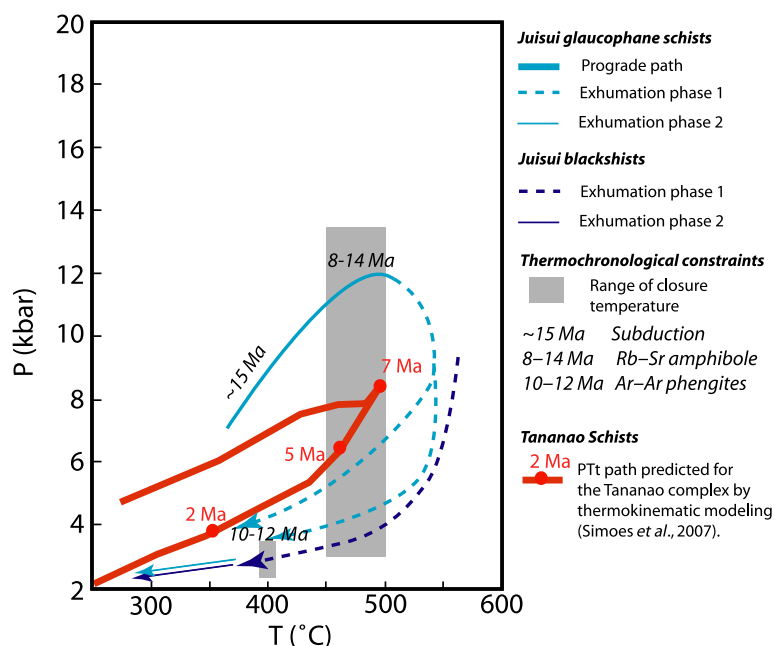 20
18
16
14
12
10
8
6
4
2
P (kbar)
300
400
500
600
T (˚C)
8-14 Ma
~15 Ma
7 Ma
5 Ma
2 Ma
10-12 Ma
Juisui glaucophane schists
Prograde path
Exhumation phase 1
Exhumation phase 2
Juisui blackshists
Exhumation phase 1
Exhumation phase 2
Thermochronological constraints
Range of closure
temperature
~15 Ma Subduction
8–14 Ma Rb–Sr amphibole
10–12 Ma Ar–Ar phengites
Tananao Schists
2 Ma
PTt path predicted for
the Tananao complex by
thermokinematic modeling
(Simoes et al., 2007).